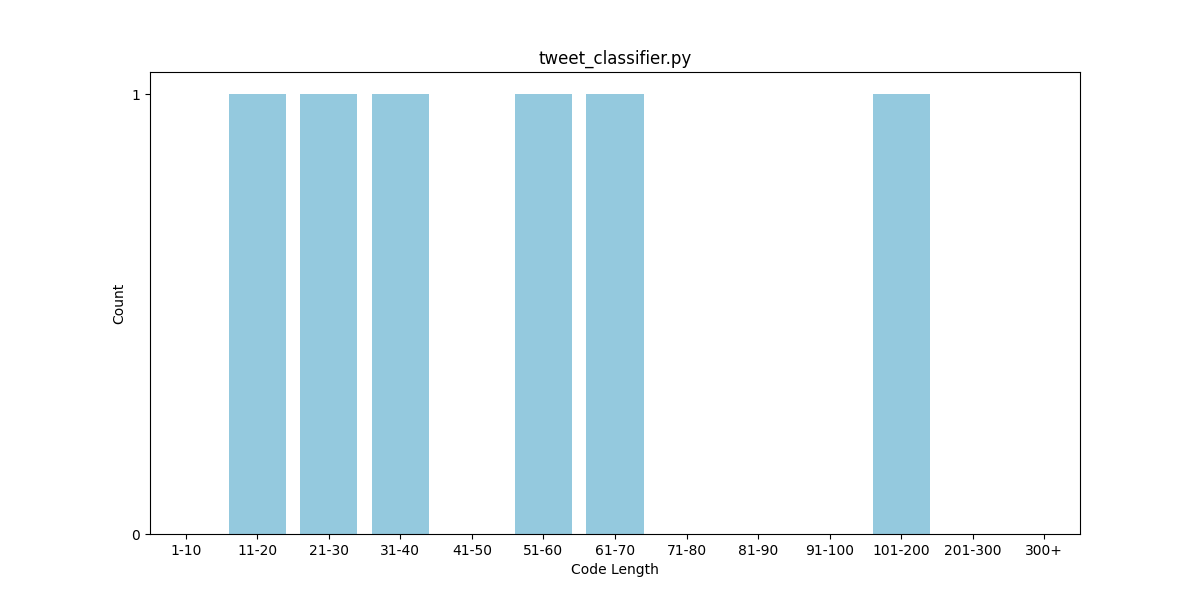 tweet_classifier.py
1
Count
0
1-10 11-20 21-30 31-40 41-50 51-60 61-70 71-80 81-90 91-100 101-200 201-300 300+
Code Length